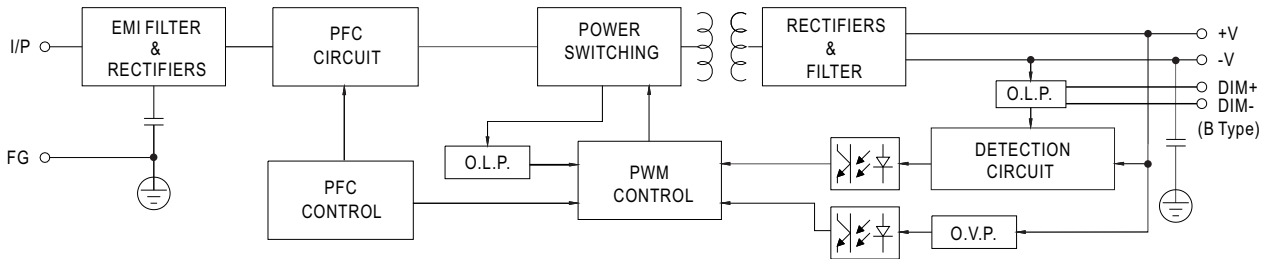 I/P
EMI FILTER
&
RECTIFIERS
PFC
CIRCUIT
POWER
SWITCHING
RECTIFIERS
&
FILTER
+V
-V
DIM+
DIM-
(B Type)
O.L.P.
FG
O.L.P.
PFC
CONTROL
PWM
CONTROL
DETECTION
CIRCUIT
O.V.P.